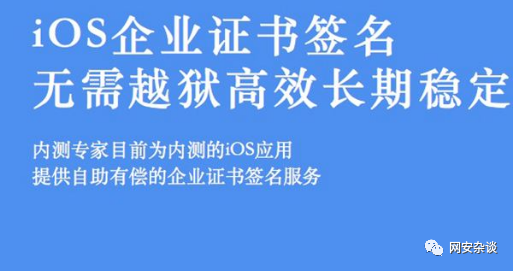 iOS企业证书签名
无需越狱高效长期稳定
内测专家目前为内测的iOS应用
提供自助有偿的企业证书签名服务
网安杂谈